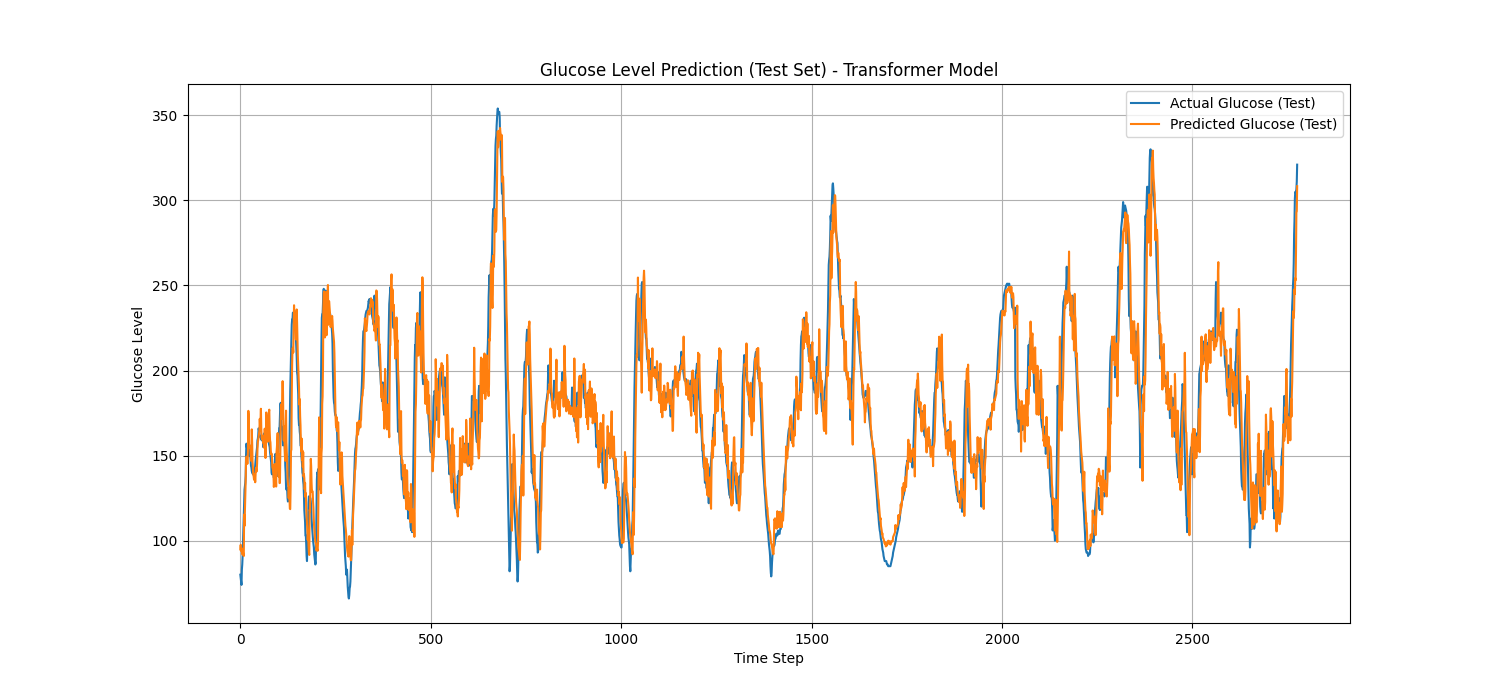 Glucose Level Prediction (Test Set) - Transformer Model
Actual Glucose (Test)
Predicted Glucose (Test)
Glucose Level
350
300
250
200
150
100
0
500
1000
1500
2000
2500
Time Step